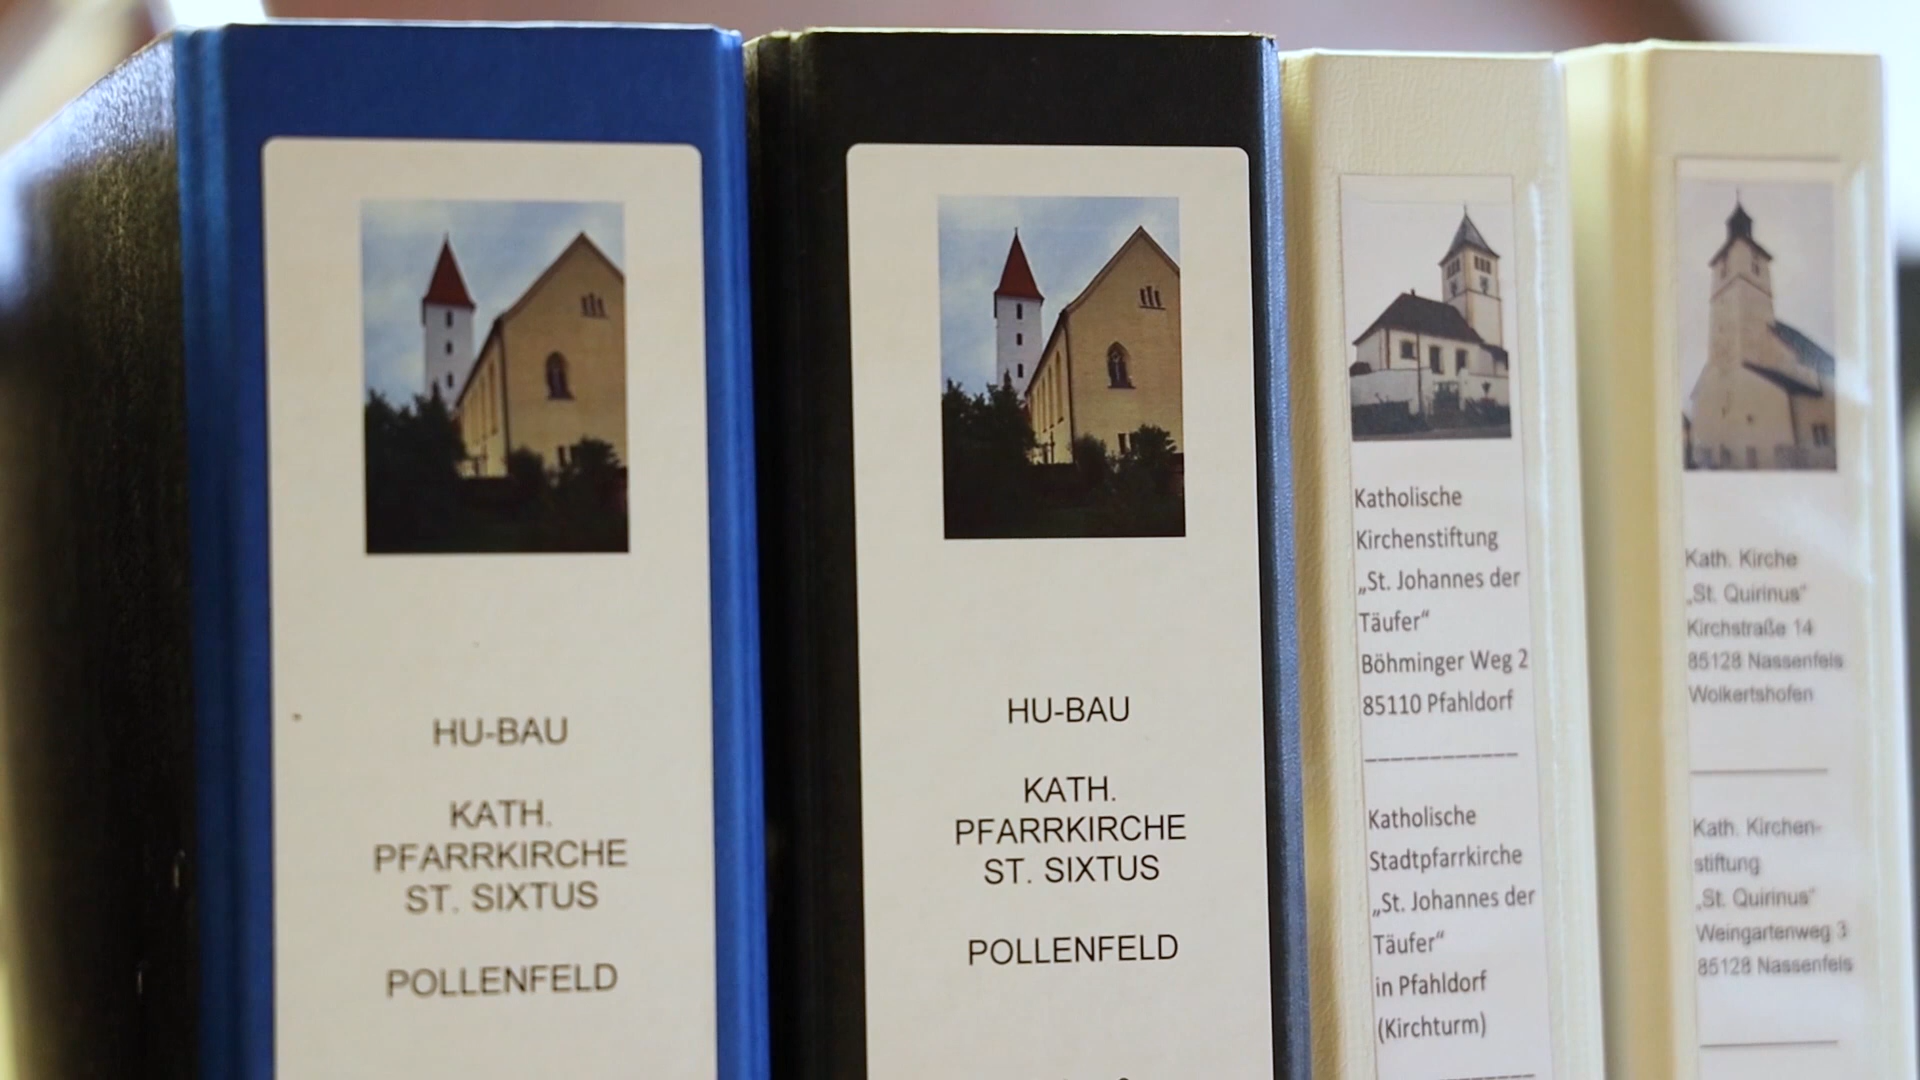 HU-BAU
KATH.
PFARRKIRCHE
ST. SIXTUS
POLLENFELD
HU-BAU
KATH.
PFARRKIRCHE
ST. SIXTUS
POLLENFELD
Katholische
Kirchenstiftung
„St. Johannes der
Täufer“
Böhminger Weg 2
85110 Pfahldorf
Katholische
Stadtpfarrkirche
„St. Johannes der
Täufer“
in Pfahldorf
(Kirchturm)
Kath. Kirche
„St. Quirinus“
Kirchstraße 14
85128 Nassenfels
Wolkertshofen
Kath. Kirchen-
stiftung
„St. Quirinus“
Weingartenweg 3
85128 Nassenfels